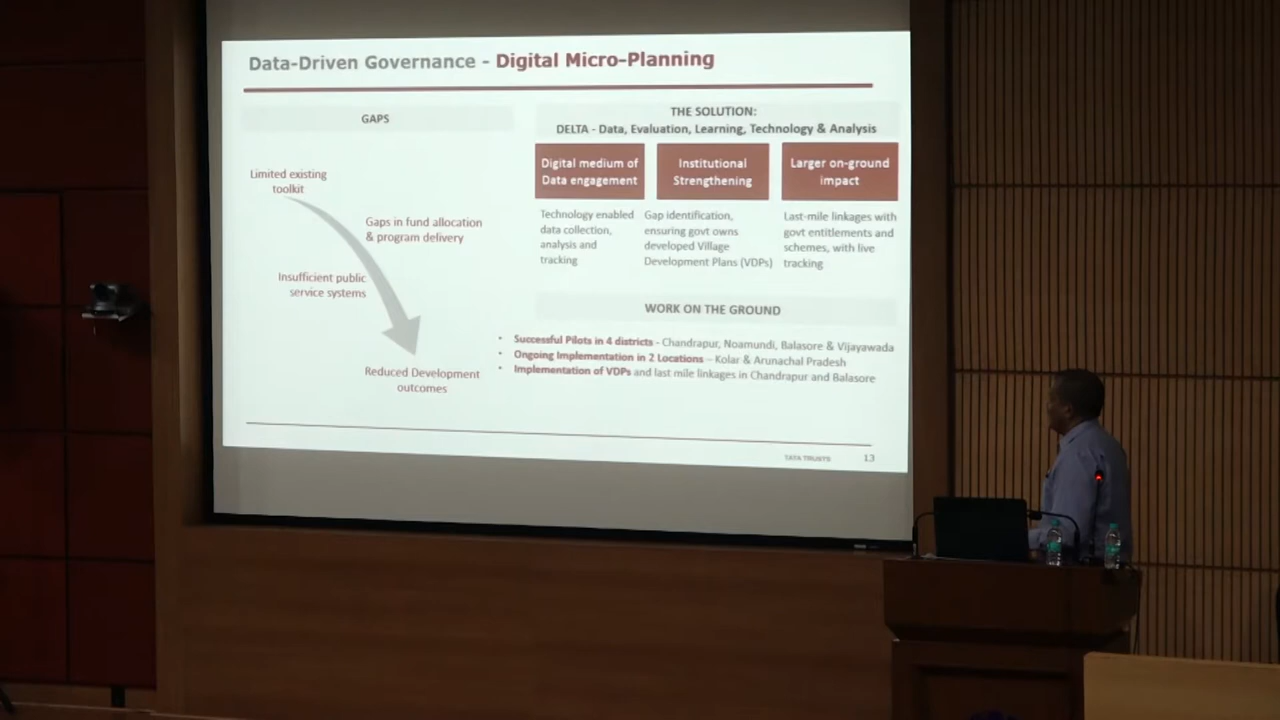 Data-Driven Governance - Digital Micro-Planning
GAPS
Limited existing
toolkit
Gaps in fund allocation
& program delivery
Insufficient public
service systems
Reduced Development
outcomes
THE SOLUTION:
DELTA - Data, Evaluation, Learning, Technology & Analysis
Digital medium of
Data engagement
Institutional
Strengthening
Larger on-ground
impact
Technology enabled
data collection,
analysis and
tracking
Gap identification,
ensuring govt owns
developed Village
Development Plans (VDPs)
Last-mile linkages with
govt entitlements and
schemes, with live
tracking
WORK ON THE GROUND
• Successful Pilots in 4 districts - Chandrapur, Noamundi, Balasore & Vijayawada
• Ongoing Implementation in 2 Locations – Kolar & Arunachal Pradesh
• Implementation of VDPs and last mile linkages in Chandrapur and Balasore
TATA TRUSTS
13